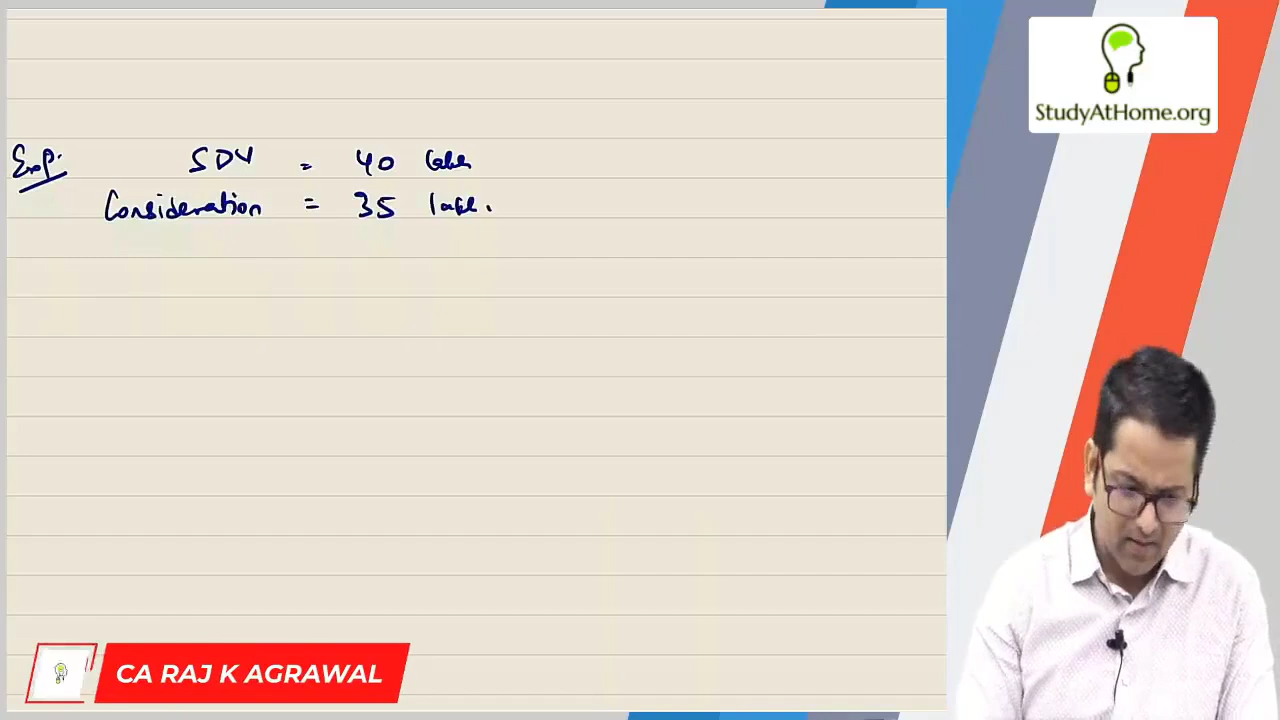 StudyAtHome.org
Exp:
SDV = 40 lakh
Consideration = 35 lakh.
CA RAJ K AGRAWAL